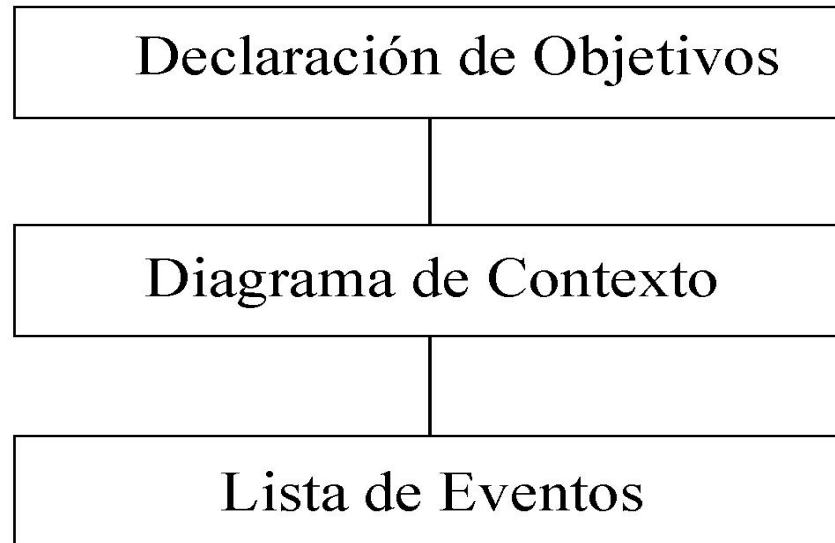 Declaración de Objetivos
Diagrama de Contexto
Lista de Eventos